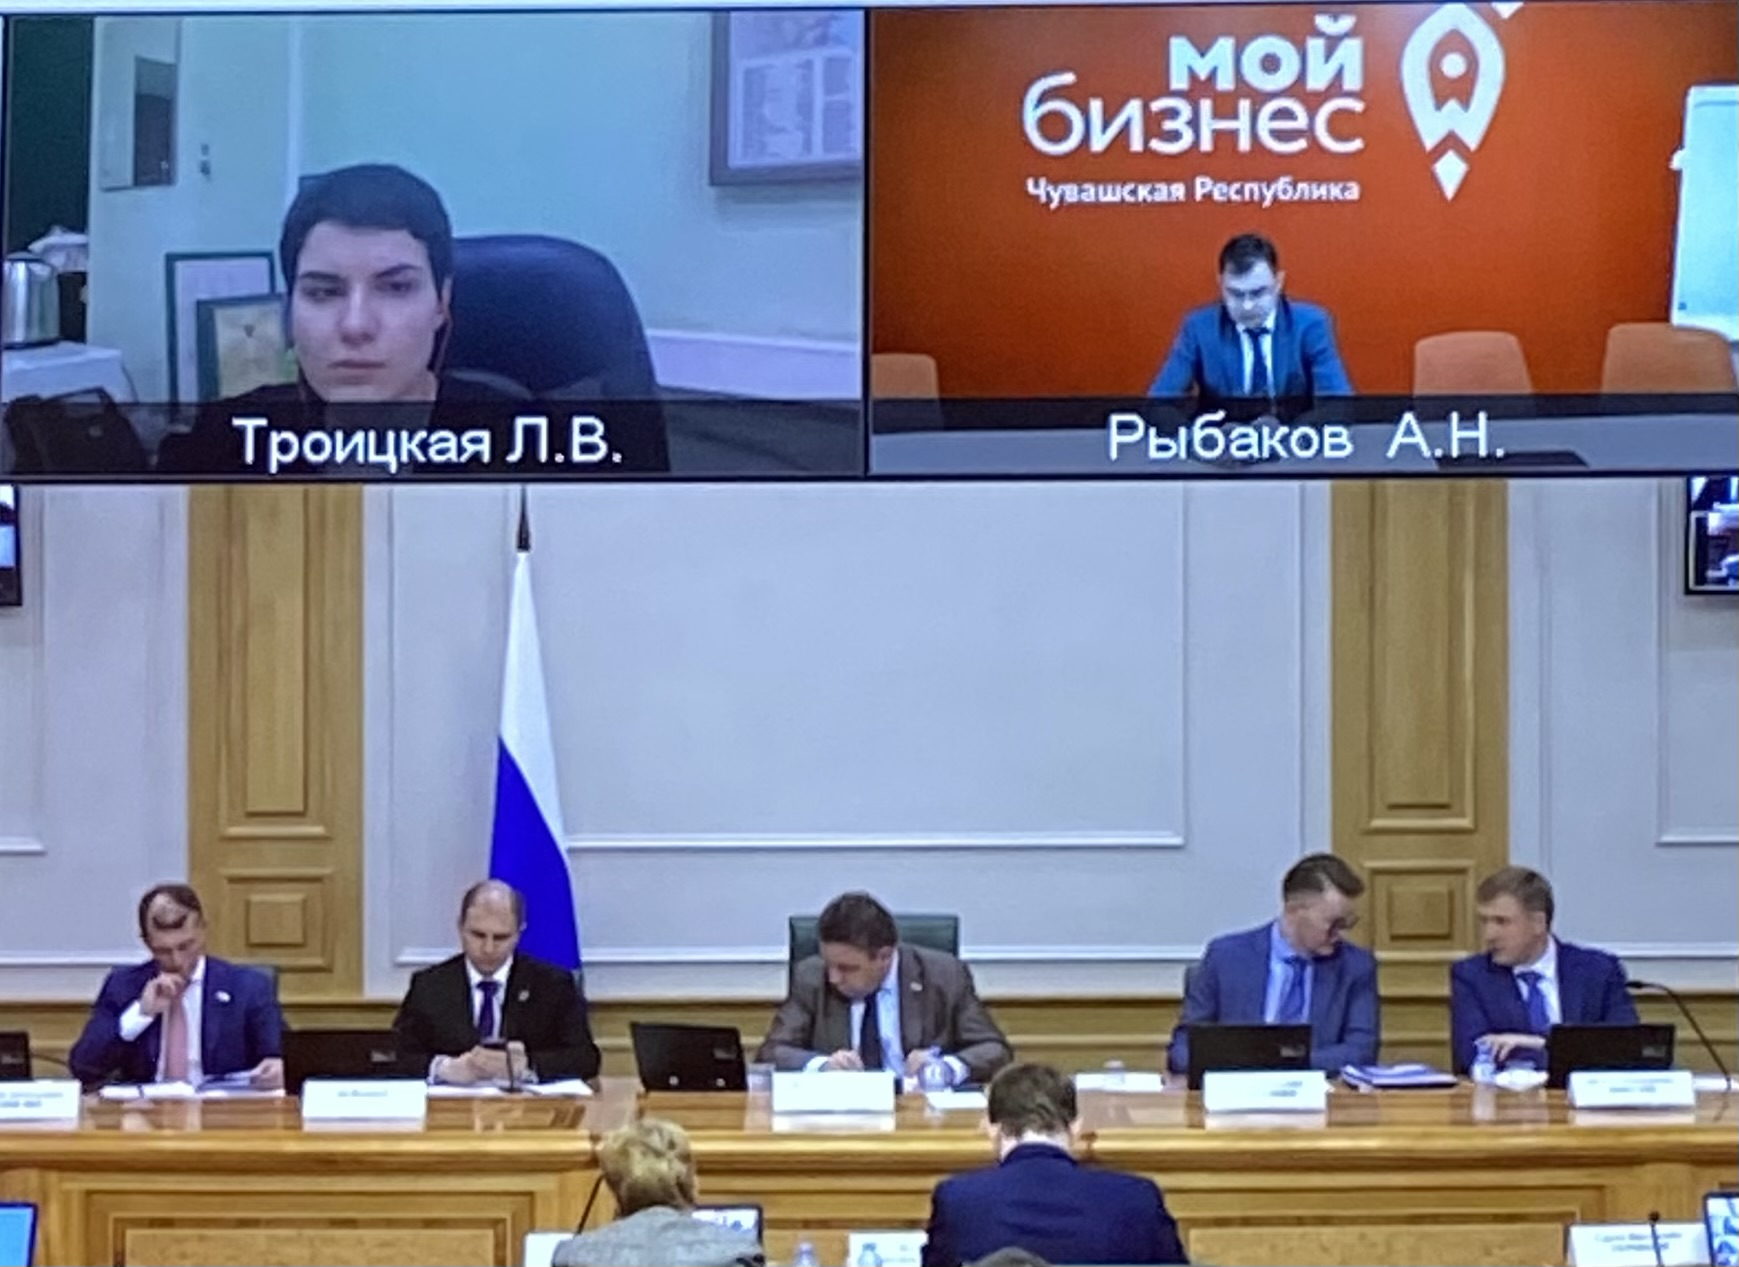 мой
бизнес
Чувашская Республика
Троицкая Л.В.
Рыбаков А.Н.